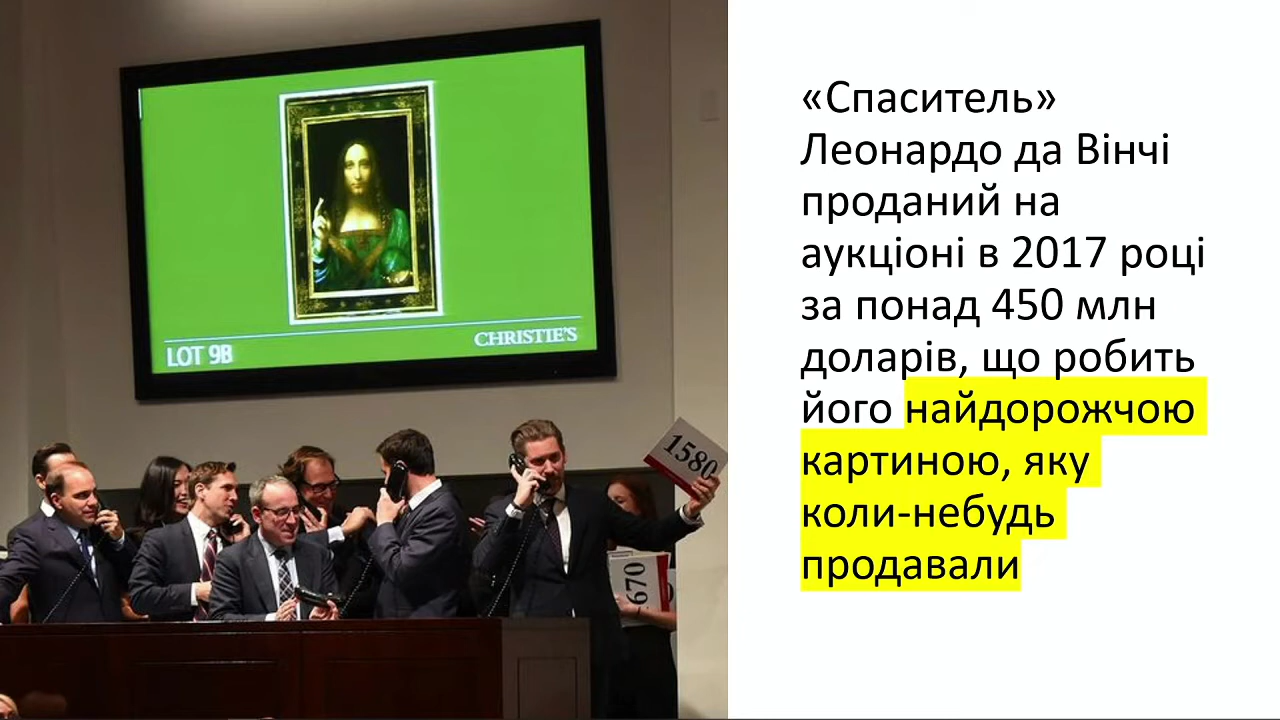 LOT 9B
CHRISTIE'S
1580
670
«Спаситель»
Леонардо да Вінчі
проданий на
аукціоні в 2017 році
за понад 450 млн
доларів, що робить
його найдорожчою
картиною, яку
коли-небудь
продавали